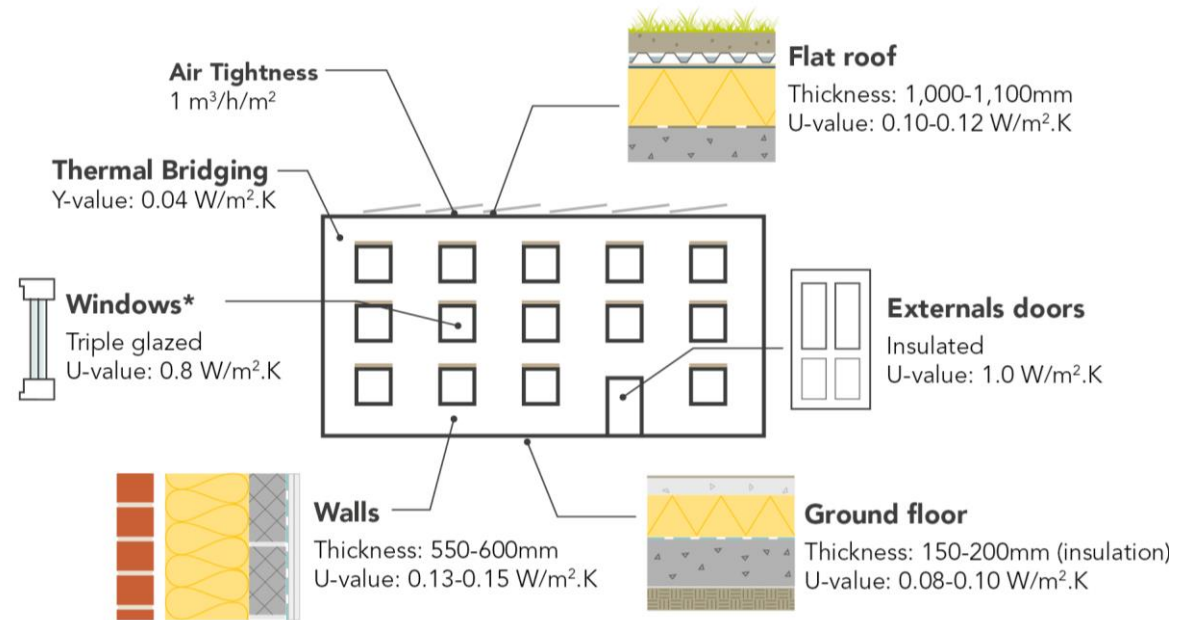 Air Tightness
1 m³/h/m²
Flat roof
Thickness: 1,000-1,100mm
U-value: 0.10-0.12 W/m².K
Thermal Bridging
Y-value: 0.04 W/m².K
Windows*
Triple glazed
U-value: 0.8 W/m².K
Externals doors
Insulated
U-value: 1.0 W/m².K
Walls
Thickness: 550-600mm
U-value: 0.13-0.15 W/m².K
Ground floor
Thickness: 150-200mm (insulation)
U-value: 0.08-0.10 W/m².K